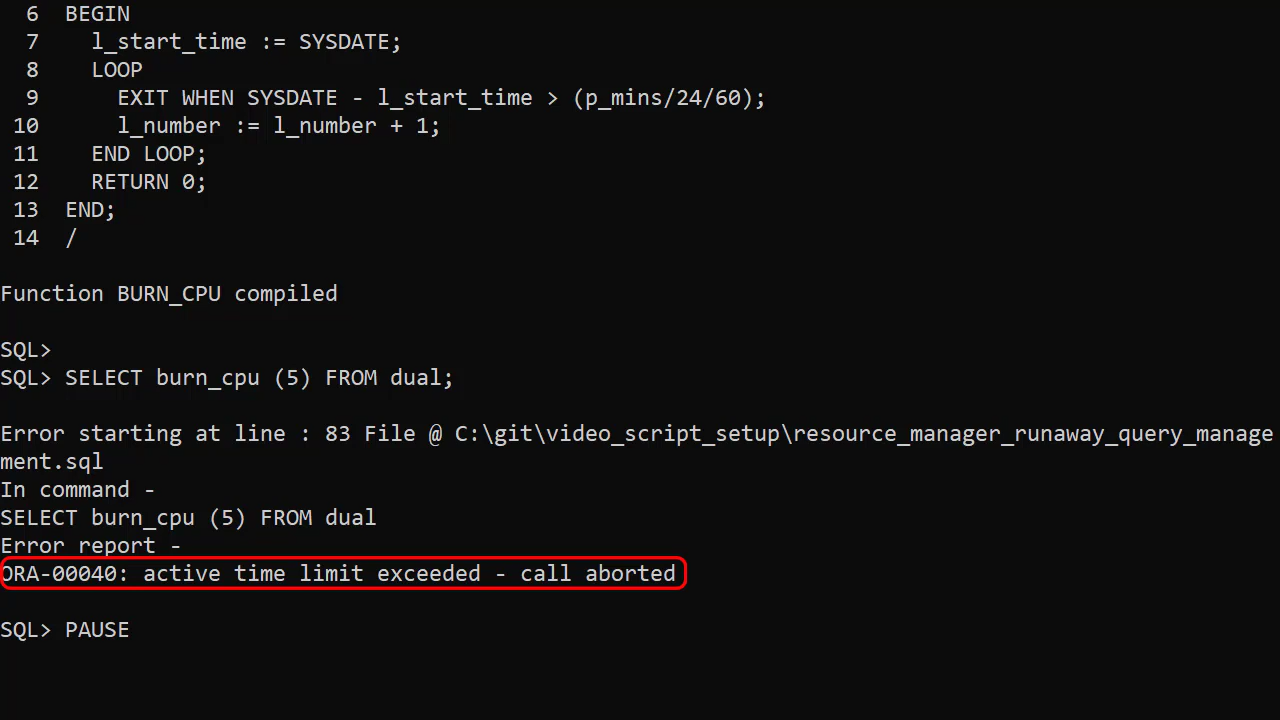 6 BEGIN
7 l_start_time := SYSDATE;
8 LOOP
9 EXIT WHEN SYSDATE - l_start_time > (p_mins/24/60);
10 l_number := l_number + 1;
11 END LOOP;
12 RETURN 0;
13 END;
14 /
Function BURN_CPU compiled
SQL>
SQL> SELECT burn_cpu (5) FROM dual;
Error starting at line : 83 File @ C:\git\video_script_setup\resource_manager_runaway_query_manage
ment.sql
In command -
SELECT burn_cpu (5) FROM dual
Error report -
ORA-00040: active time limit exceeded - call aborted
SQL> PAUSE